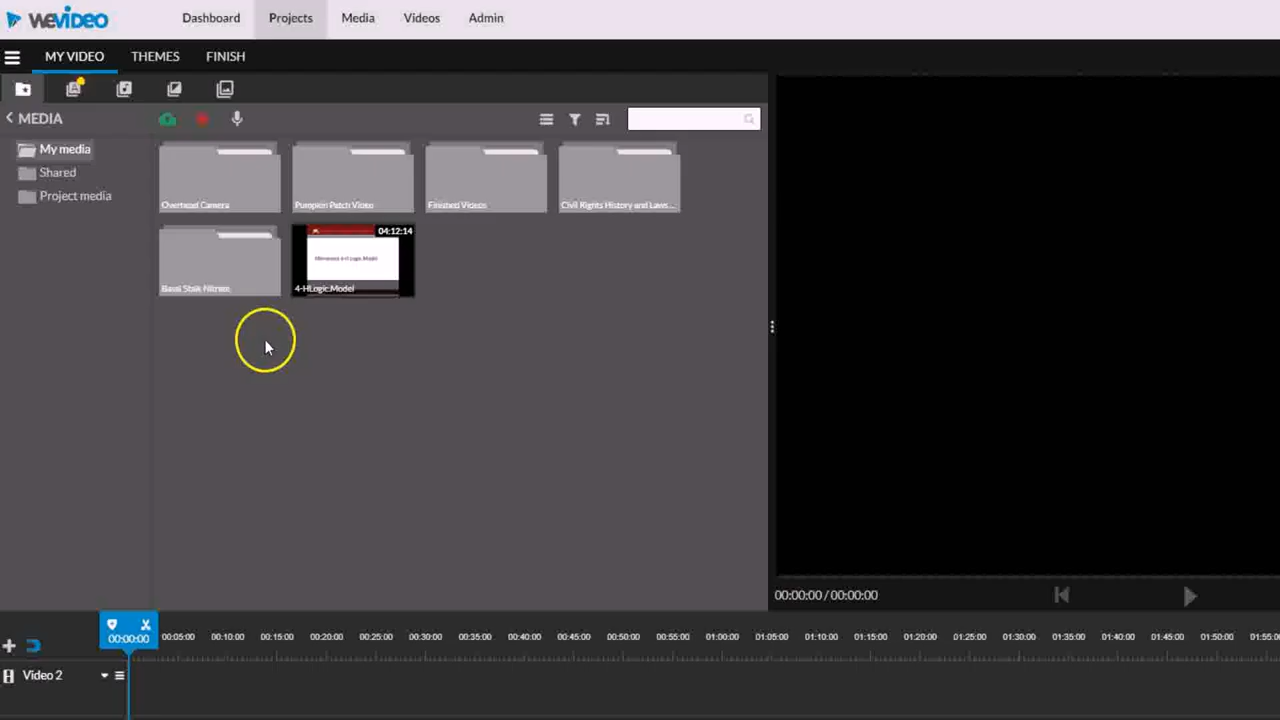 wevideo Dashboard Projects Media Videos Admin
MY VIDEO THEMES FINISH
MEDIA
My media
Shared
Project media
Overhead Camera Pumpkin Patch Video Finished Videos Civil Rights History and Laws...
04:12:14
Minnesota 4-H Logic Model
Basal Stalk Nitrate 4-HLogic Model
00:00:00 / 00:00:00
00:00:00 00:05:00 00:10:00 00:15:00 00:20:00 00:25:00 00:30:00 00:35:00 00:40:00 00:45:00 00:50:00 00:55:00 01:00:00 01:05:00 01:10:00 01:15:00 01:20:00 01:25:00 01:30:00 01:35:00 01:40:00 01:45:00 01:50:00 01:55:
Video 2